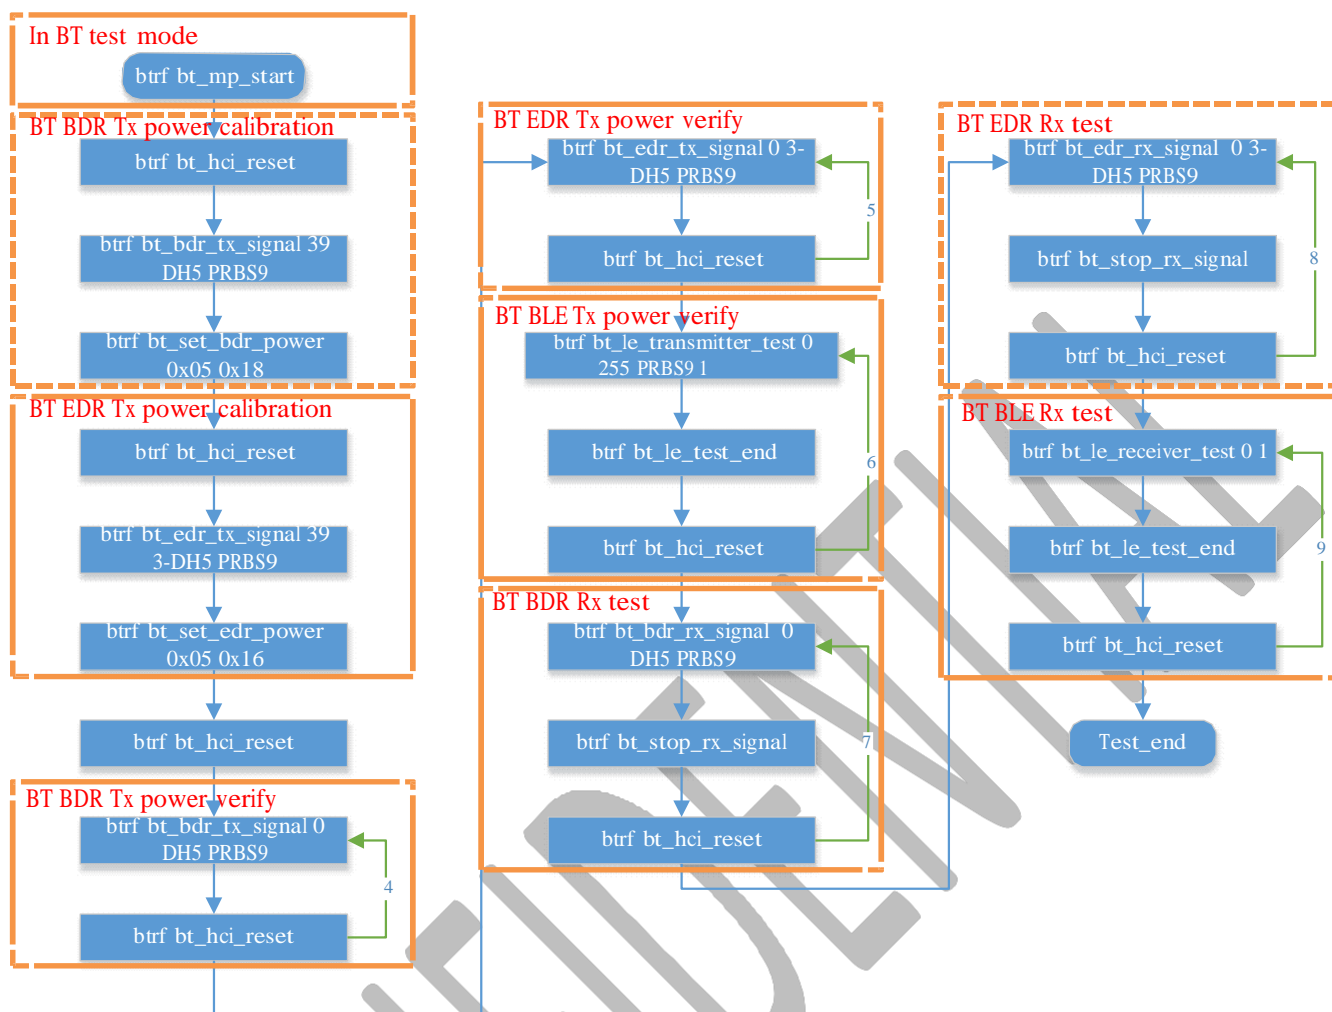 In BT test mode
btrf bt_mp_start
BT BDR Tx power calibration
btrf bt_hci_reset
btrf bt_bdr_tx_signal 39
DH5 PRBS9
btrf bt_set_bdr_power
0x05 0x18
BT EDR Tx power calibration
btrf bt_hci_reset
btrf bt_edr_tx_signal 39
3-DH5 PRBS9
btrf bt_set_edr_power
0x05 0x16
btrf bt_hci_reset
BT BDR Tx power verify
btrf bt_bdr_tx_signal 0
DH5 PRBS9
4
btrf bt_hci_reset
BT EDR Tx power verify
btrf bt_edr_tx_signal 0 3-
DH5 PRBS9
5
btrf bt_hci_reset
BT BLE Tx power verify
btrf bt_le_transmitter_test 0
255 PRBS9 1
btrf bt_le_test_end
6
btrf bt_hci_reset
BT BDR Rx test
btrf bt_bdr_rx_signal 0
DH5 PRBS9
btrf bt_stop_rx_signal
7
btrf bt_hci_reset
BT EDR Rx test
btrf bt_edr_rx_signal 0 3-
DH5 PRBS9
btrf bt_stop_rx_signal
8
btrf bt_hci_reset
BT BLE Rx test
btrf bt_le_receiver_test 0 1
btrf bt_le_test_end
9
btrf bt_hci_reset
Test_end